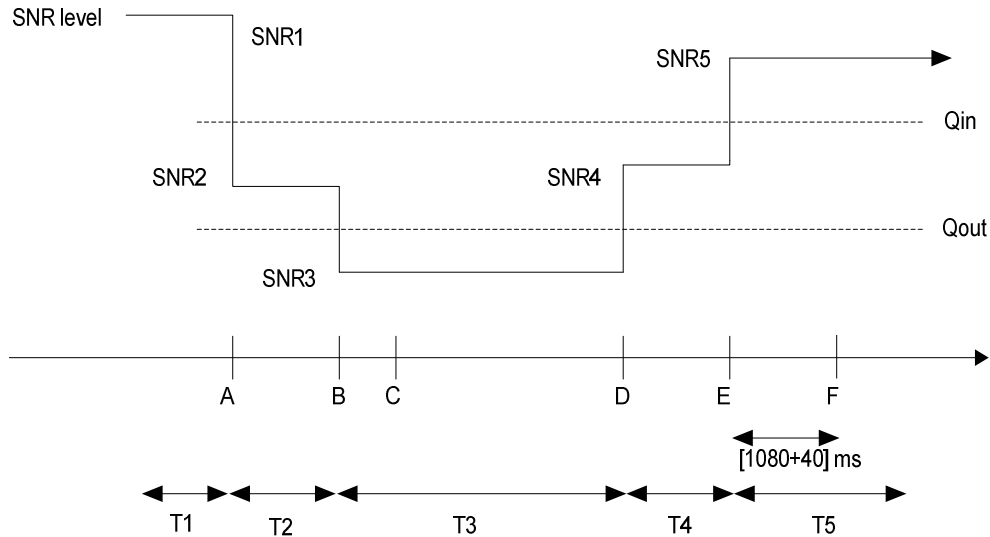 SNR level
SNR1
SNR5
Qin
SNR2
SNR4
Qout
SNR3
A
B
C
D
E
F
[1080+40] ms
T1
T2
T3
T4
T5